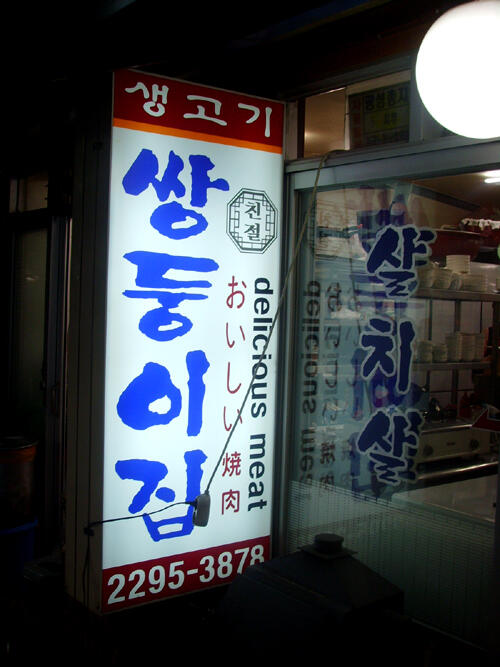 생고기
쌍둥이집
친절
おいしい焼肉
delicious meat
2295-3878
살치살